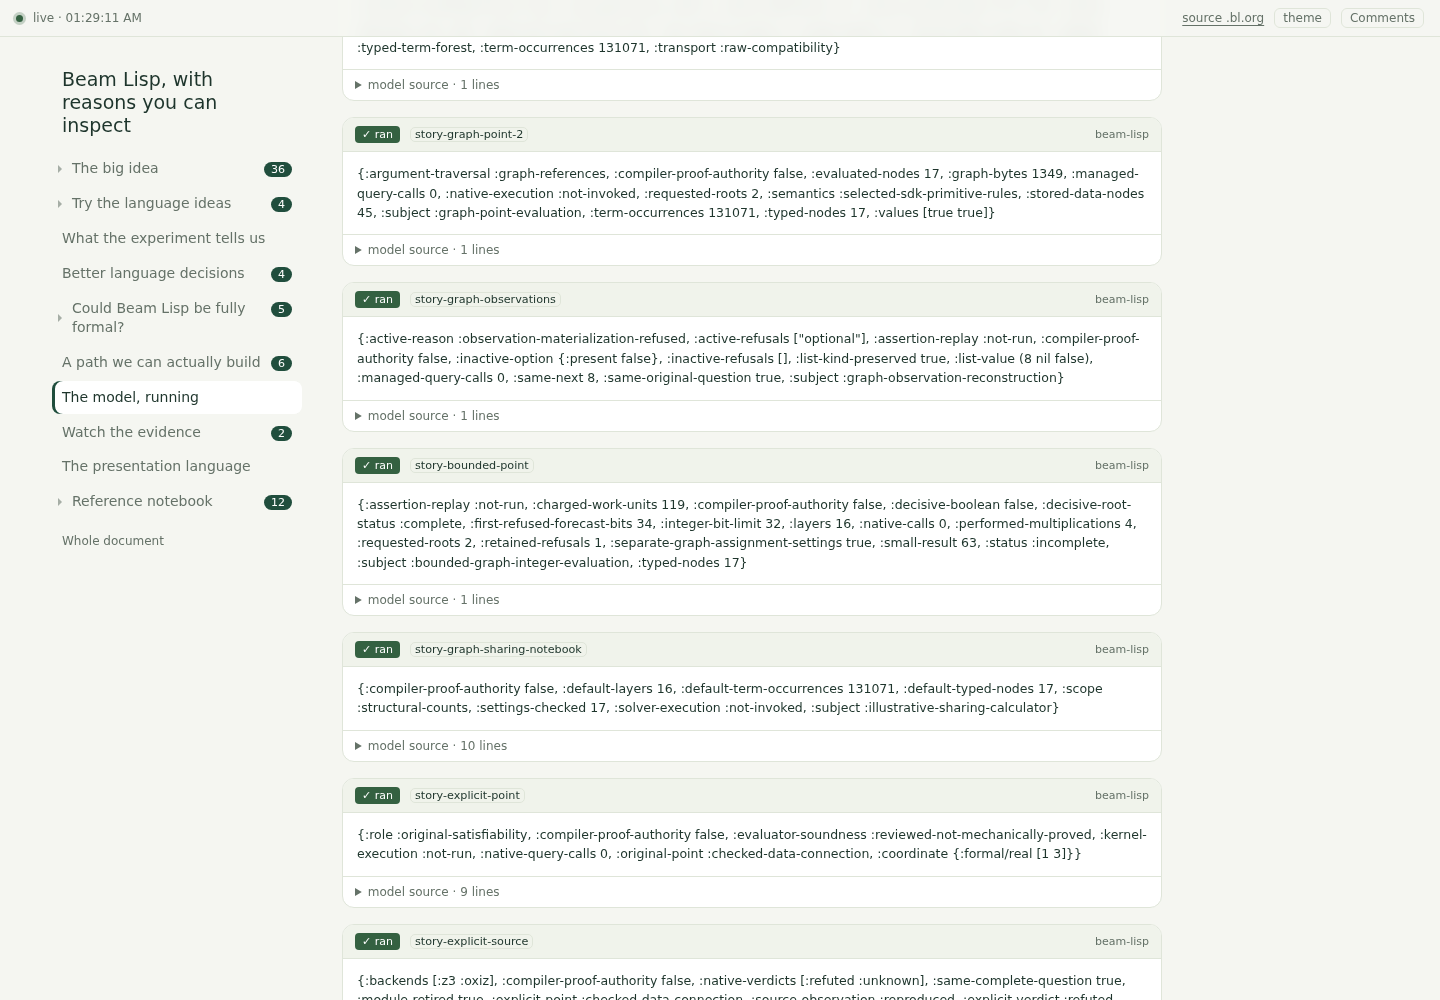 live · 01:29:11 AM
source .bl.org
theme
Comments
Beam Lisp, with
reasons you can
inspect
The big idea
36
Try the language ideas
4
What the experiment tells us
Better language decisions
4
Could Beam Lisp be fully
formal?
5
A path we can actually build
6
The model, running
Watch the evidence
2
The presentation language
Reference notebook
12
Whole document
:typed-term-forest, :term-occurrences 131071, :transport :raw-compatibility}
model source · 1 lines
✓ ran
story-graph-point-2
beam-lisp
{:argument-traversal :graph-references, :compiler-proof-authority false, :evaluated-nodes 17, :graph-bytes 1349, :managed-
query-calls 0, :native-execution :not-invoked, :requested-roots 2, :semantics :selected-sdk-primitive-rules, :stored-data-nodes
45, :subject :graph-point-evaluation, :term-occurrences 131071, :typed-nodes 17, :values [true true]}
model source · 1 lines
✓ ran
story-graph-observations
beam-lisp
{:active-reason :observation-materialization-refused, :active-refusals ["optional"], :assertion-replay :not-run, :compiler-proof-
authority false, :inactive-option {:present false}, :inactive-refusals [], :list-kind-preserved true, :list-value (8 nil false),
:managed-query-calls 0, :same-next 8, :same-original-question true, :subject :graph-observation-reconstruction}
model source · 1 lines
✓ ran
story-bounded-point
beam-lisp
{:assertion-replay :not-run, :charged-work-units 119, :compiler-proof-authority false, :decisive-boolean false, :decisive-root-
status :complete, :first-refused-forecast-bits 34, :integer-bit-limit 32, :layers 16, :native-calls 0, :performed-multiplications 4,
:requested-roots 2, :retained-refusals 1, :separate-graph-assignment-settings true, :small-result 63, :status :incomplete,
:subject :bounded-graph-integer-evaluation, :typed-nodes 17}
model source · 1 lines
✓ ran
story-graph-sharing-notebook
beam-lisp
{:compiler-proof-authority false, :default-layers 16, :default-term-occurrences 131071, :default-typed-nodes 17, :scope
:structural-counts, :settings-checked 17, :solver-execution :not-invoked, :subject :illustrative-sharing-calculator}
model source · 10 lines
✓ ran
story-explicit-point
beam-lisp
{:role :original-satisfiability, :compiler-proof-authority false, :evaluator-soundness :reviewed-not-mechanically-proved, :kernel-
execution :not-run, :native-query-calls 0, :original-point :checked-data-connection, :coordinate {:formal/real [1 3]}}
model source · 9 lines
✓ ran
story-explicit-source
beam-lisp
{:backends [:z3 :oxiz], :compiler-proof-authority false, :native-verdicts [:refuted :unknown], :same-complete-question true,
:module-retired true, :explicit-point :checked-data-connection, :source-observation :reproduced, :explicit-verdict :refuted,